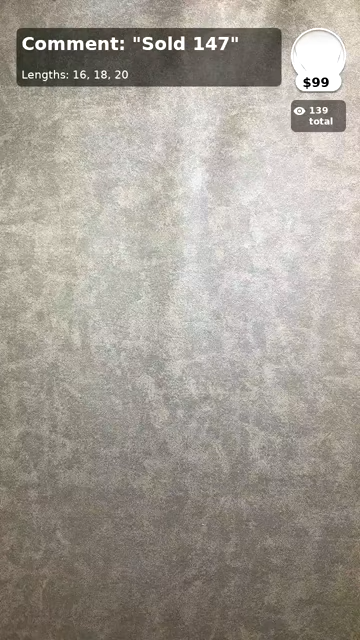 Comment: "Sold 147"
Lengths: 16, 18, 20
$99
139
total